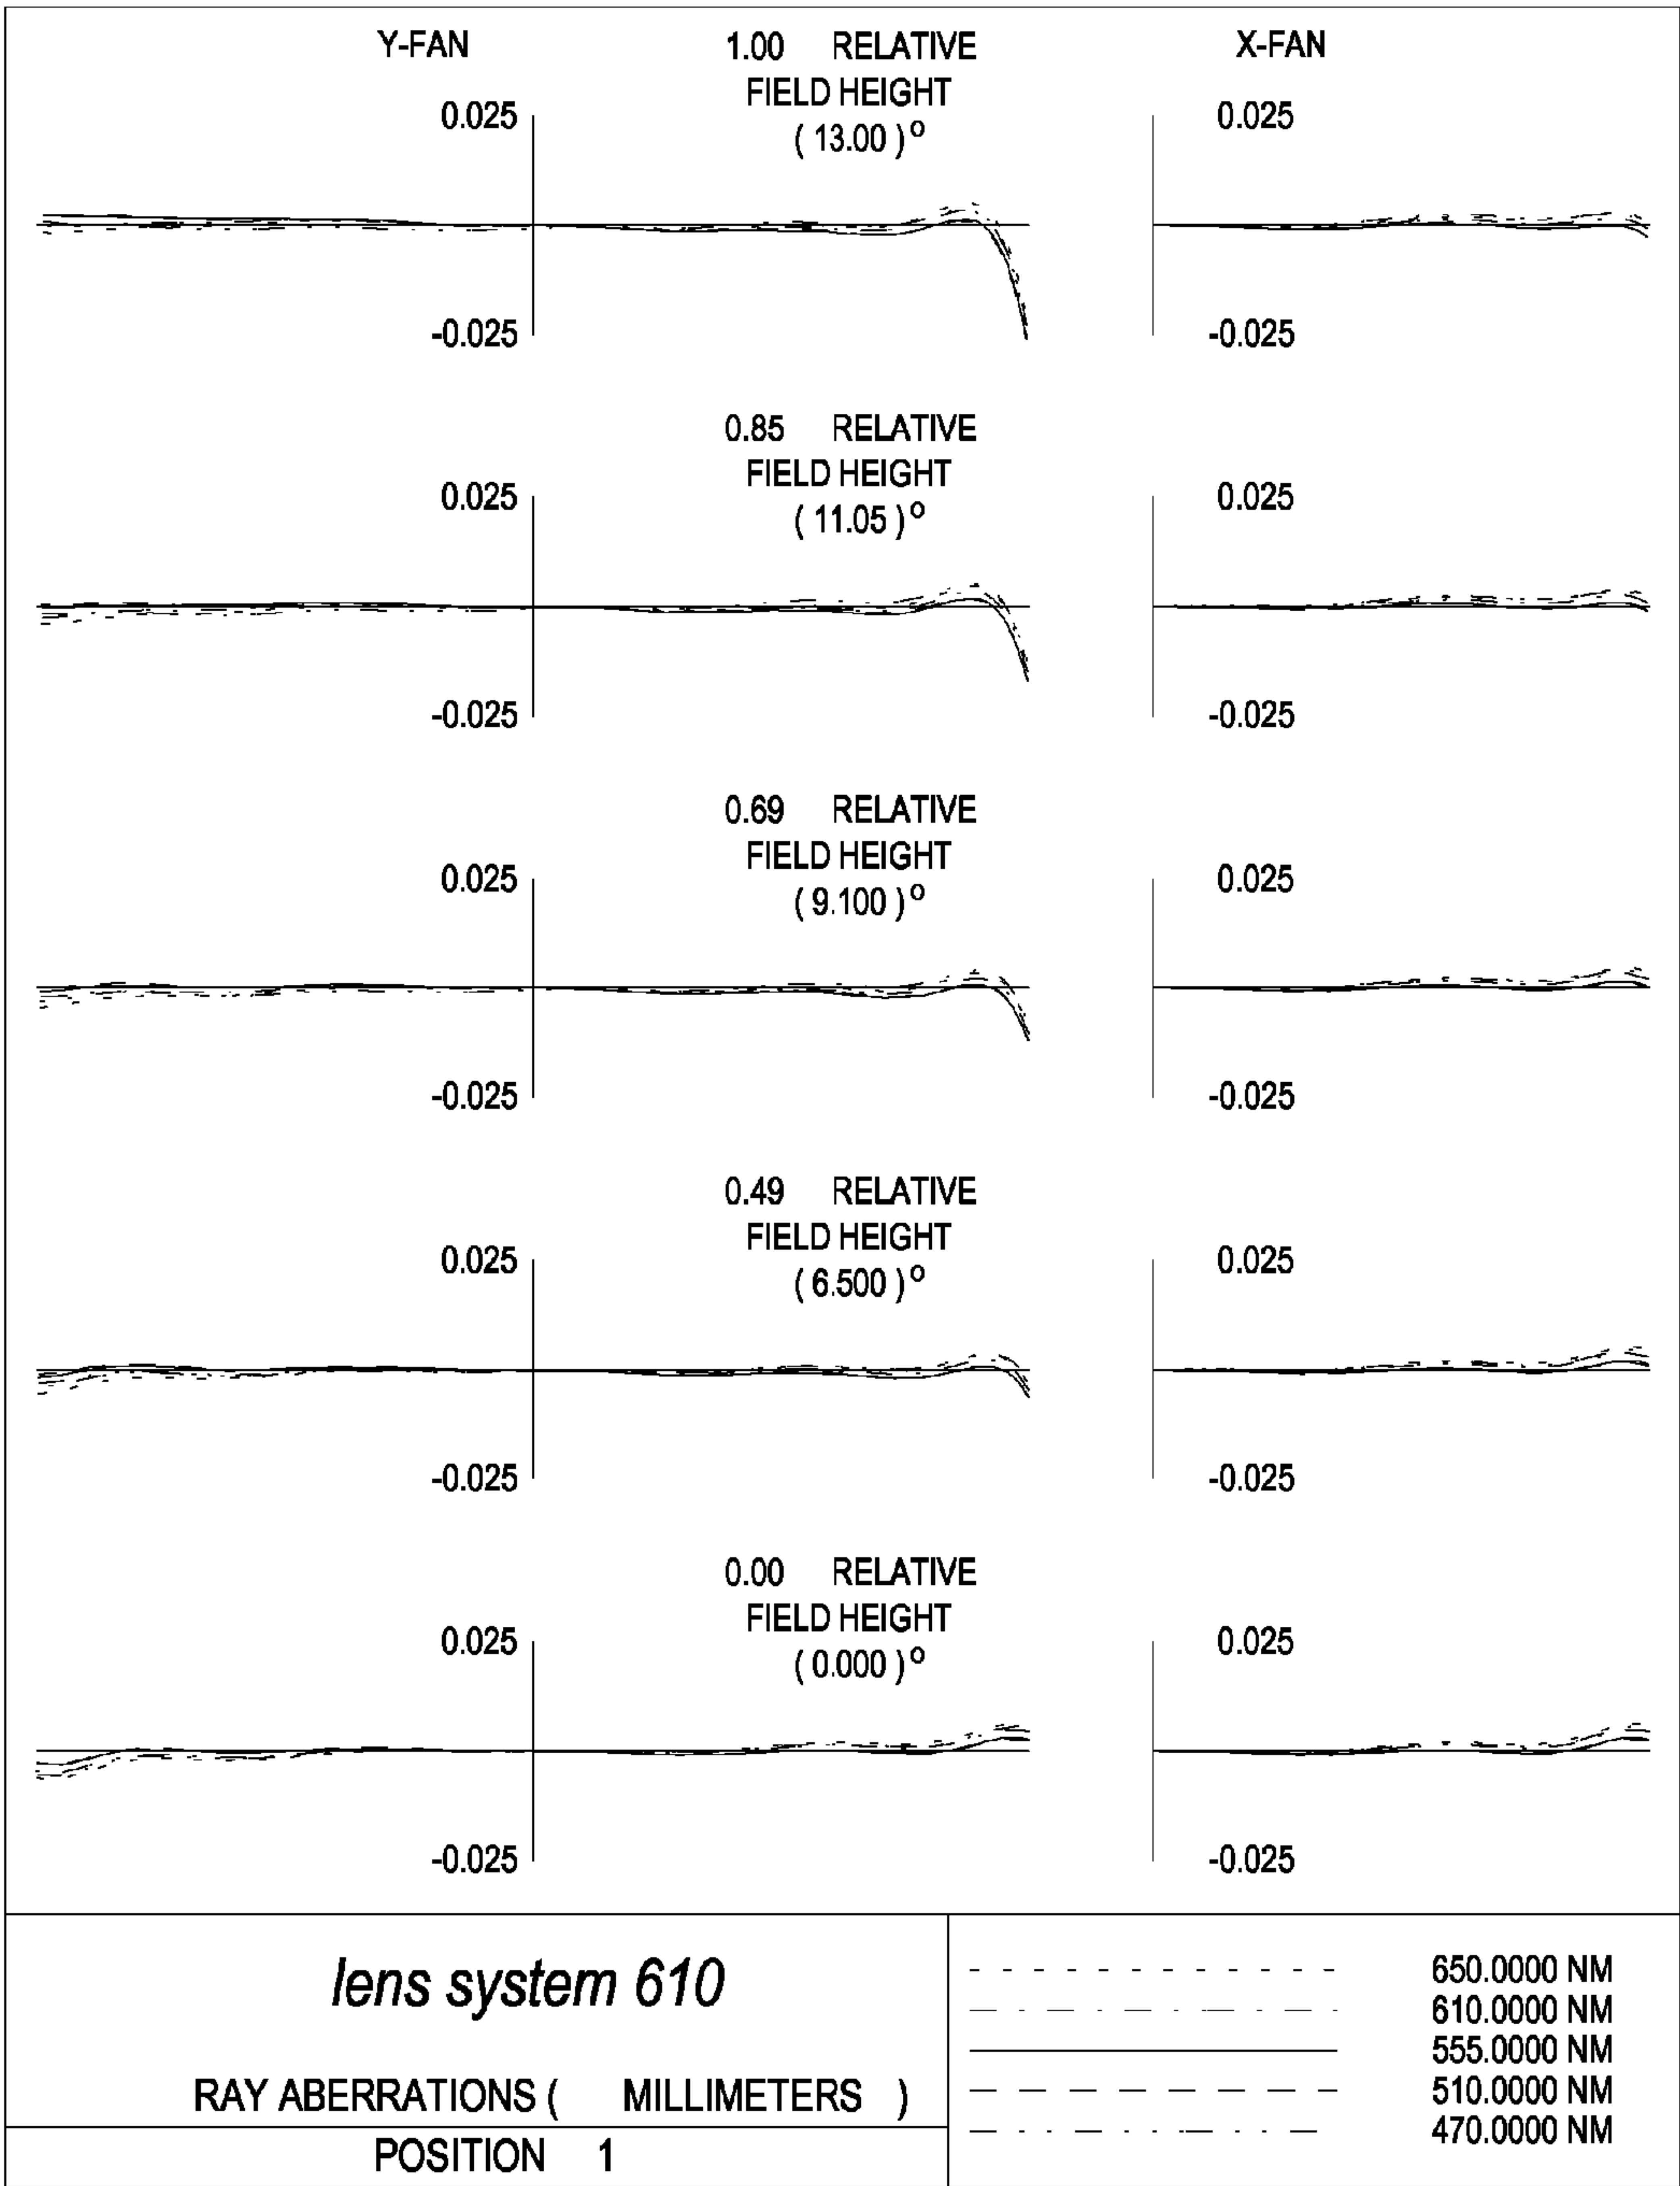 Y-FAN
1.00 RELATIVE
FIELD HEIGHT
( 13.00 )º
X-FAN
0.025
-0.025
0.025
-0.025
0.85 RELATIVE
FIELD HEIGHT
( 11.05 )º
0.025
-0.025
0.025
-0.025
0.69 RELATIVE
FIELD HEIGHT
( 9.100 )º
0.025
-0.025
0.025
-0.025
0.49 RELATIVE
FIELD HEIGHT
( 6.500 )º
0.025
-0.025
0.025
-0.025
0.00 RELATIVE
FIELD HEIGHT
( 0.000 )º
0.025
-0.025
0.025
-0.025
lens system 610
RAY ABERRATIONS ( MILLIMETERS )
POSITION 1
650.0000 NM
610.0000 NM
555.0000 NM
510.0000 NM
470.0000 NM